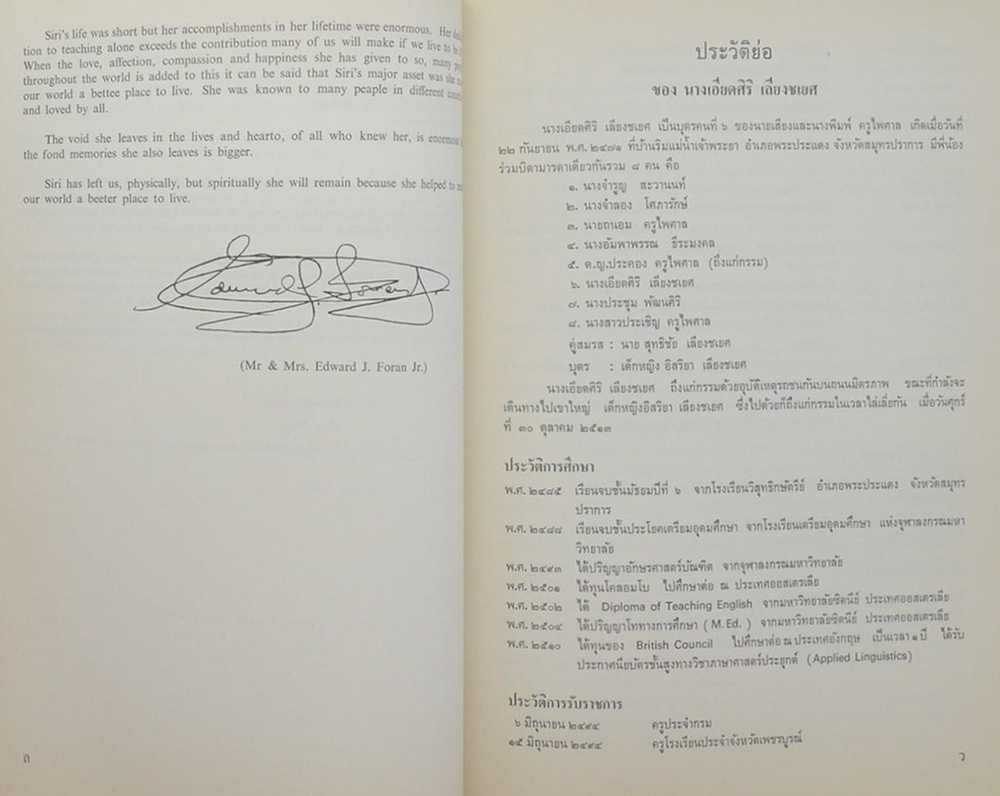 Siri's life was short but her accomplishments in her lifetime were enormous. Her
tion to teaching alone exceeds the contribution many of us will make if we live to be
When the love, affection, compassion and happiness she has given to so, many
throughout the world is added to this it can be said that Siri's major asset was she
our world a bettee place to live. She was known to many peaple in different
and loved by all.
The void she leaves in the lives and hearto, of all who knew her, is enormous
the fond memories she also leaves is bigger.
Siri has left us, physically, but spiritually she will remain because she helped to
our world a beeter place to live.
Edward J. Foran Jr.
(Mr & Mrs. Edward J. Foran Jr.)
ถ
ประวัติย่อ
ของ นางเอียดศิริ เลียงชเยศ
นางเอียดศิริ เลียงชเยศ เป็นบุตรคนที่ ๖ ของนายเลียงและนางพิมพ์ ครูไพศาล เกิดเมื่อวันที่
๒๒ กันยายน พ.ศ. ๒๔๗๑ ที่บ้านริมแม่น้ำเจ้าพระยา อำเภอพระประแดง จังหวัดสมุทรปราการ มีพี่น้อง
ร่วมบิดามารดาเดียวกันรวม ๘ คน คือ
๑. นางจำรูญ สะวานนท์
๒. นางจำลอง โศภารักษ์
๓. นายถนอม ครูไพศาล
๔. นางอัมพาพรรณ ธีระมงคล
๕. ด.ญ.ประคอง ครูไพศาล (ถึงแก่กรรม)
๖. นางเอียดศิริ เลียงชเยศ
๗. นางประชุม พัฒนศิริ
๘. นางสาวประเชิญ ครูไพศาล
คู่สมรส : นาย สุทธิชัย เลียงชเยศ
บุตร : เด็กหญิง อิสริยา เลียงชเยศ
นางเอียดศิริ เลียงชเยศ ถึงแก่กรรมด้วยอุบัติเหตุรถชนกันบนถนนมิตรภาพ ขณะที่กำลังจะ
เดินทางไปเขาใหญ่ เด็กหญิงอิสริยา เลียงชเยศ ซึ่งไปด้วยก็ถึงแก่กรรมในเวลาไล่เลี่ยกัน เมื่อวันศุกร์
ที่ ๓๐ ตุลาคม ๒๕๑๓
ประวัติการศึกษา
พ.ศ. ๒๔๘๕ เรียนจบชั้นมัธยมปีที่ ๖ จากโรงเรียนวิสุทธิกษัตรีย์ อำเภอพระประแดง จังหวัดสมุทร
ปราการ
พ.ศ. ๒๔๘๘ เรียนจบชั้นประโยคเตรียมอุดมศึกษา จากโรงเรียนเตรียมอุดมศึกษา แห่งจุฬาลงกรณมหา
วิทยาลัย
พ.ศ. ๒๔๙๓ ได้ปริญญาอักษรศาสตร์บัณฑิต จากจุฬาลงกรณมหาวิทยาลัย
พ.ศ. ๒๕๐๑ ได้ทุนโคลอมโบ ไปศึกษาต่อ ณ ประเทศออสเตรเลีย
พ.ศ. ๒๕๐๒ ได้ Diploma of Teaching English จากมหาวิทยาลัยซิดนีย์ ประเทศออสเตรเลีย
พ.ศ. ๒๕๐๔ ได้ปริญญาโททางการศึกษา ( M.Ed. ) จากมหาวิทยาลัยซิดนีย์ ประเทศออสเตรเลีย
พ.ศ. ๒๕๑๐ ได้ทุนของ British Council ไปศึกษาต่อ ณ ประเทศอังกฤษ เป็นเวลา ๑ ปี ได้รับ
ประกาศนียบัตรชั้นสูงทางวิชาภาษาศาสตร์ประยุกต์ (Applied Linguistics)
ประวัติการรับราชการ
๖ มิถุนายน ๒๔๙๔ ครูประจำกรม
๑๕ มิถุนายน ๒๔๙๔ ครูโรงเรียนประจำจังหวัดเพชรบูรณ์
ว